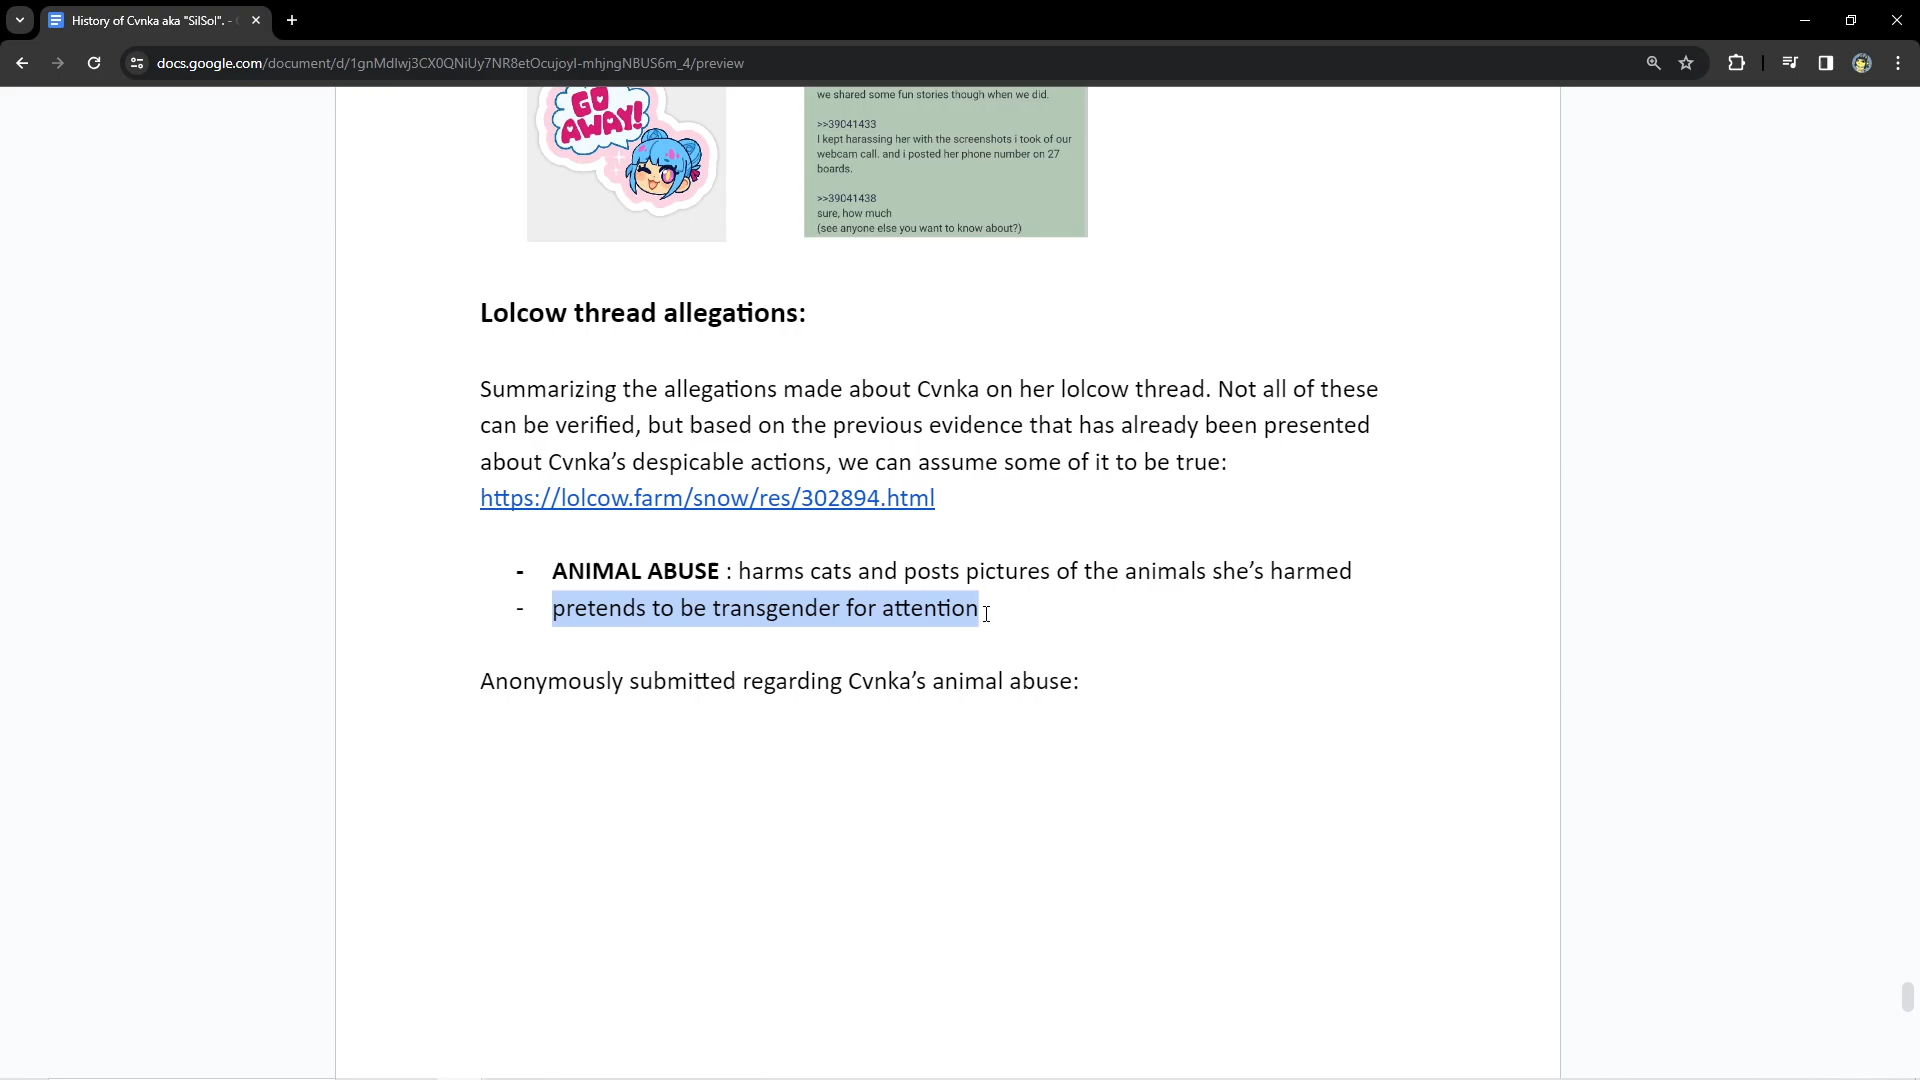 History of Cvnka aka "SilSol". -
docs.google.com/document/d/1gnMdlwj3CX0QNiUy7NR8etOcujoyl-mhjngNBUS6m_4/preview
GO
AWAY!
we shared some fun stories though when we did.
>>39041433
I kept harassing her with the screenshots i took of our
webcam call. and i posted her phone number on 27
boards.
>>39041438
sure, how much
(see anyone else you want to know about?)
Lolcow thread allegations:
Summarizing the allegations made about Cvnka on her lolcow thread. Not all of these
can be verified, but based on the previous evidence that has already been presented
about Cvnka’s despicable actions, we can assume some of it to be true:
https://lolcow.farm/snow/res/302894.html
- ANIMAL ABUSE : harms cats and posts pictures of the animals she’s harmed
- pretends to be transgender for attention
Anonymously submitted regarding Cvnka’s animal abuse: